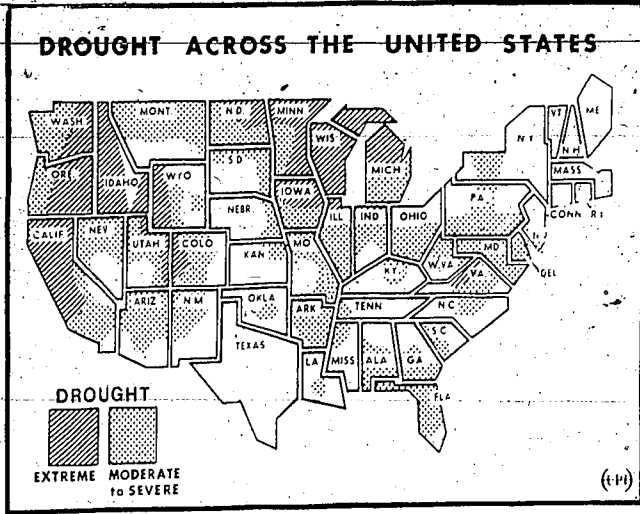 DROUGHT ACROSS THE UNITED STATES
WASH
MONT
N.D.
MINN
ORE
IDAHO
WYO
S D
WIS
MICH
N Y
VT
N H
ME
MASS
CONN
R I
CALIF
NEV
UTAH
COLO
NEBR.
IOWA
ILL
IND
OHIO
PA.
N J
DEL
MD
KAN
MO
KY.
W.VA
VA.
ARIZ
N M
OKLA
ARK
TENN
N C
S C
TEXAS
LA
MISS
ALA
GA
FLA
DROUGHT
EXTREME
MODERATE
to SEVERE
(UPI)